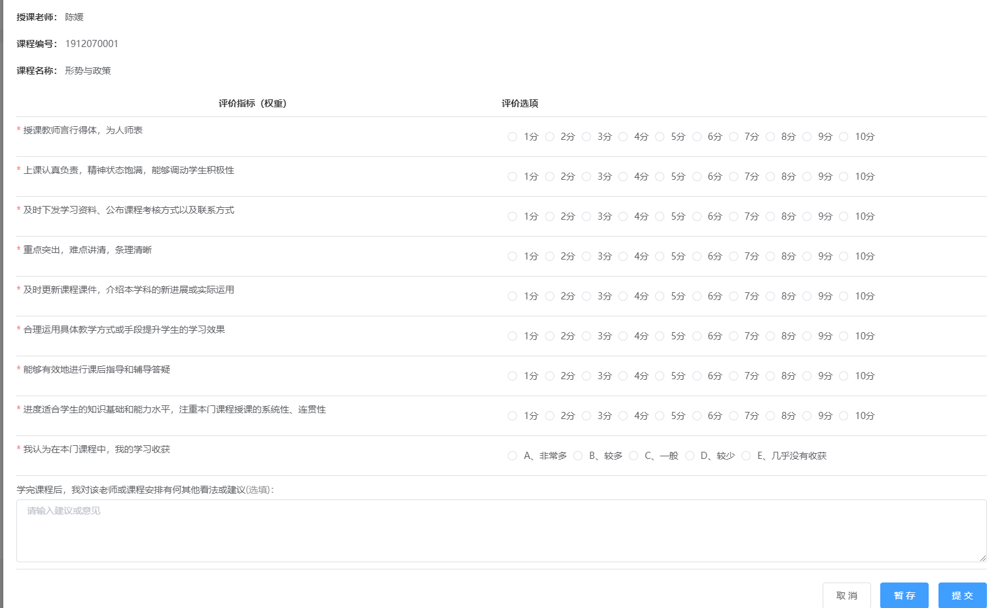 授课老师： 陈媛
课程编号： 1912070001
课程名称： 形势与政策
评价指标（权重） 评价选项
* 授课教师言行得体，为人师表 1分 2分 3分 4分 5分 6分 7分 8分 9分 10分
* 上课认真负责，精神状态饱满，能够调动学生积极性 1分 2分 3分 4分 5分 6分 7分 8分 9分 10分
* 及时下发学习资料、公布课程考核方式以及联系方式 1分 2分 3分 4分 5分 6分 7分 8分 9分 10分
* 重点突出，难点讲清，条理清晰 1分 2分 3分 4分 5分 6分 7分 8分 9分 10分
* 及时更新课程课件，介绍本学科的新进展或实际运用 1分 2分 3分 4分 5分 6分 7分 8分 9分 10分
* 合理运用具体教学方式或手段提升学生的学习效果 1分 2分 3分 4分 5分 6分 7分 8分 9分 10分
* 能够有效地进行课后指导和辅导答疑 1分 2分 3分 4分 5分 6分 7分 8分 9分 10分
* 进度适合学生的知识基础和能力水平，注重本门课程授课的系统性、连贯性 1分 2分 3分 4分 5分 6分 7分 8分 9分 10分
* 我认为在本门课程中，我的学习收获 A、非常多 B、较多 C、一般 D、较少 E、几乎没有收获
学完课程后，我对该老师或课程安排有何其他看法或建议(选填)：
请输入建议或意见
取 消 暂 存 提 交